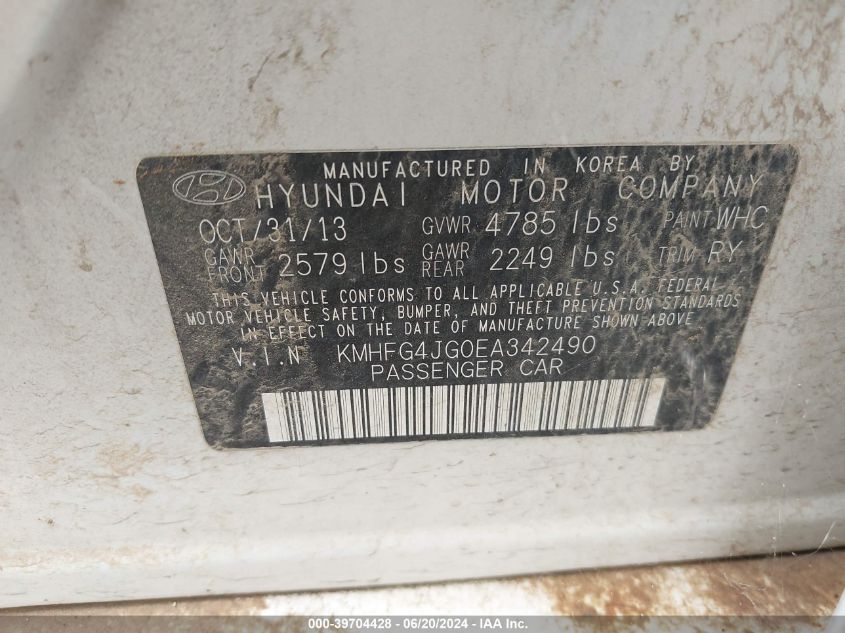 MANUFACTURED IN KOREA BY
HYUNDAI MOTOR COMPANY
OCT/31/13 GVWR 4785 lbs PAINT WHC
GAWR FRONT 2579 lbs GAWR REAR 2249 lbs TRIM RY
THIS VEHICLE CONFORMS TO ALL APPLICABLE U.S.A. FEDERAL
MOTOR VEHICLE SAFETY, BUMPER, AND THEFT PREVENTION STANDARDS
IN EFFECT ON THE DATE OF MANUFACTURE SHOWN ABOVE
V.I.N KMHFG4JG0EA342490
PASSENGER CAR
000-39704428 - 06/20/2024 - IAA Inc.